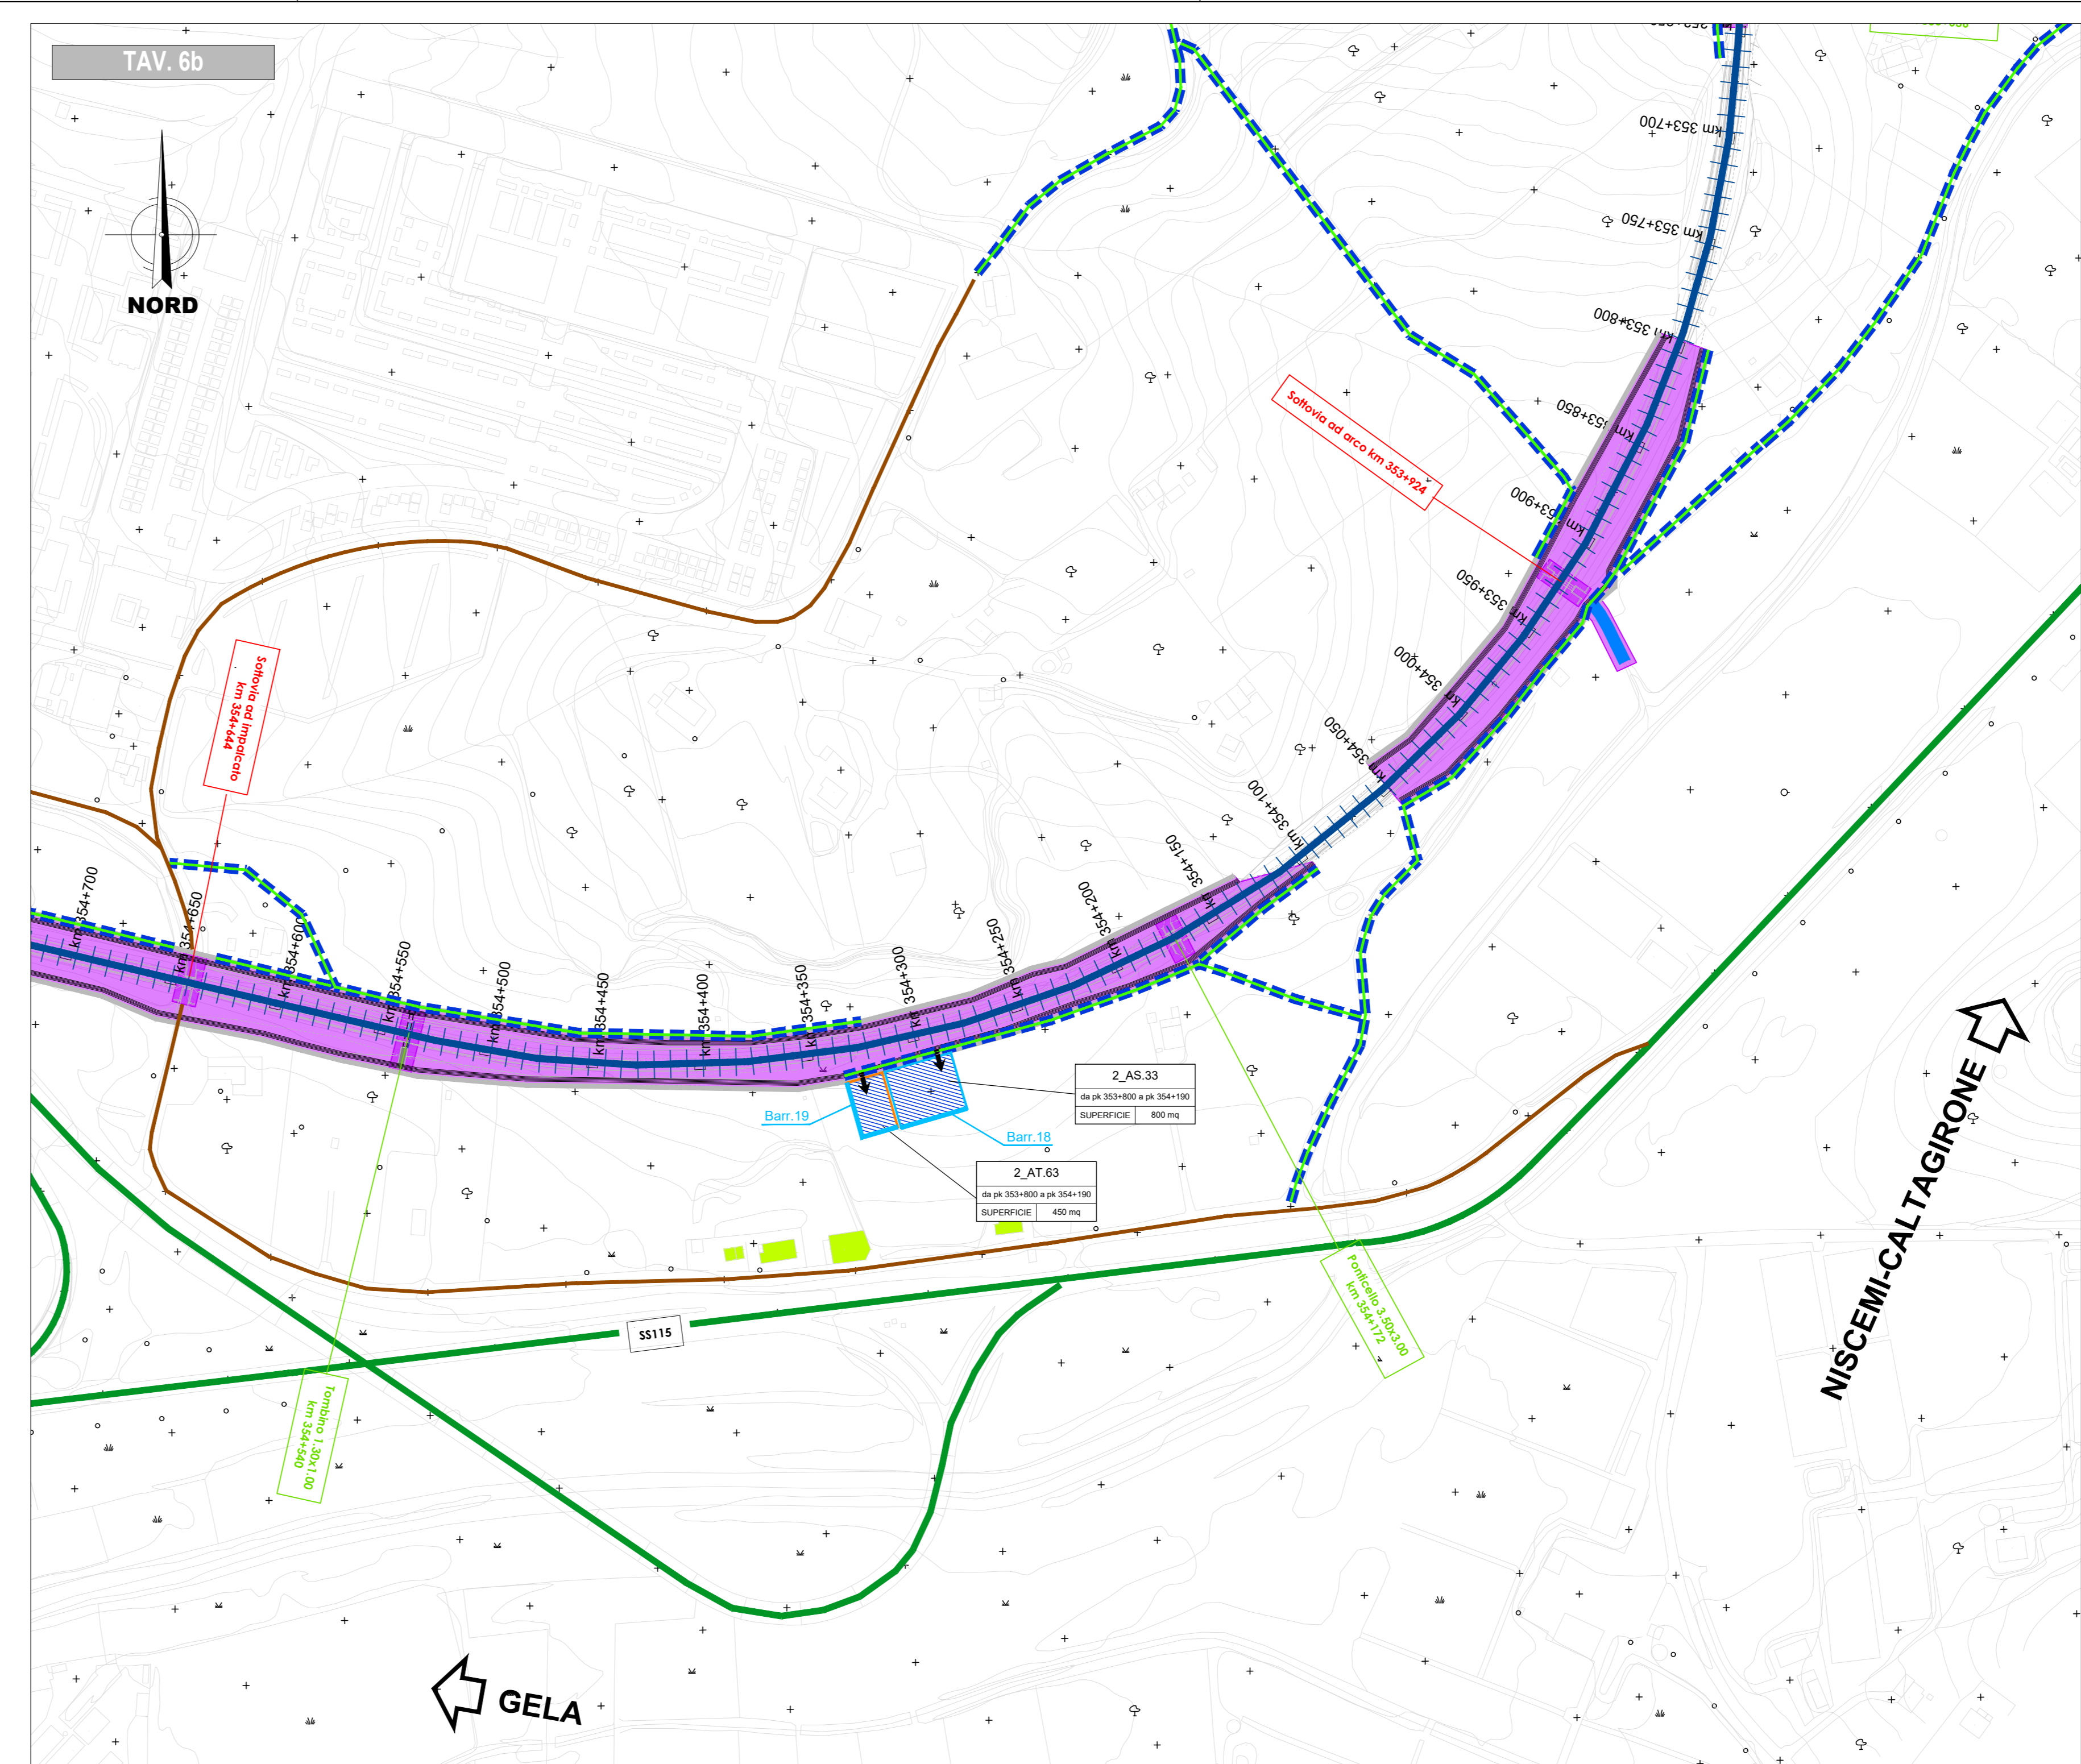 TAV. 6b
NORD
km 353+700
km 353+750
km 353+800
km 353+850
km 353+900
km 353+950
km 354+000
km 354+050
km 354+100
km 354+150
km 354+200
km 354+250
km 354+300
km 354+350
km 354+400
km 354+450
km 354+500
km 354+550
km 354+600
km 354+650
km 354+700
Sottovia ad arco km 353+924
Sottovia ad impalcato
km 354+644
2_AS.33
da pk 353+800 a pk 354+190
SUPERFICIE 800 mq
Barr.19
Barr.18
2_AT.63
da pk 353+800 a pk 354+190
SUPERFICIE 450 mq
Ponticello 3.50x3.00
km 354+172
SS115
Tombino 1.30x1.00
km 354+540
NISCEMI-CALTAGIRONE
GELA